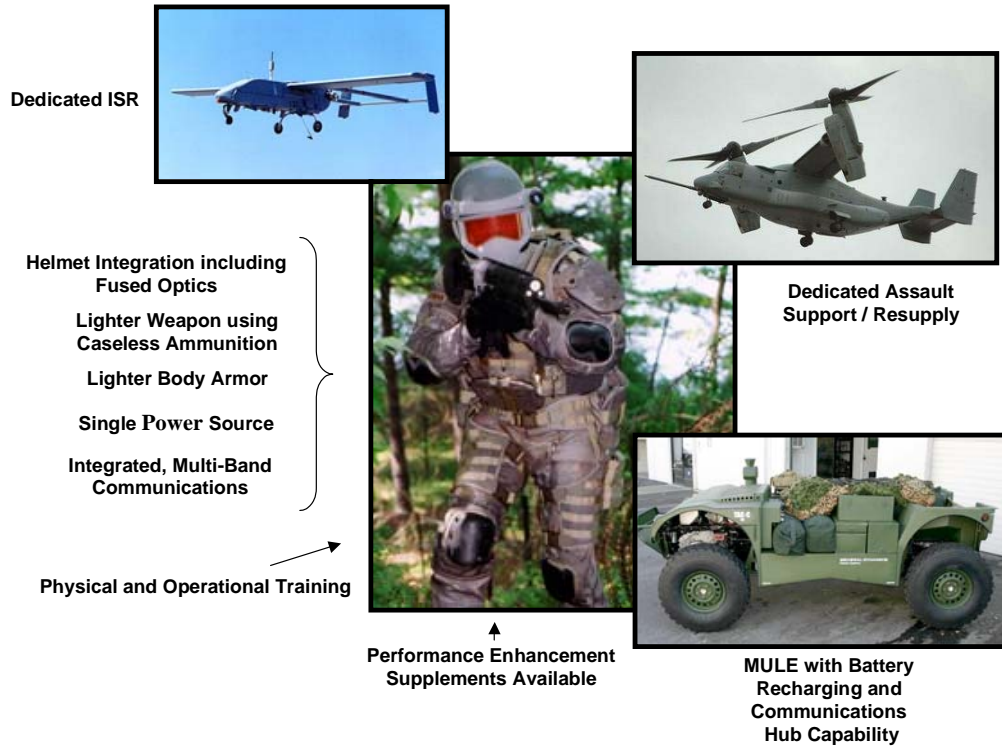 Dedicated ISR
Dedicated Assault
Support / Resupply
Helmet Integration including
Fused Optics
Lighter Weapon using
Caseless Ammunition
Lighter Body Armor
Single Power Source
Integrated, Multi-Band
Communications
Physical and Operational Training
Performance Enhancement
Supplements Available
MULE with Battery
Recharging and
Communications
Hub Capability